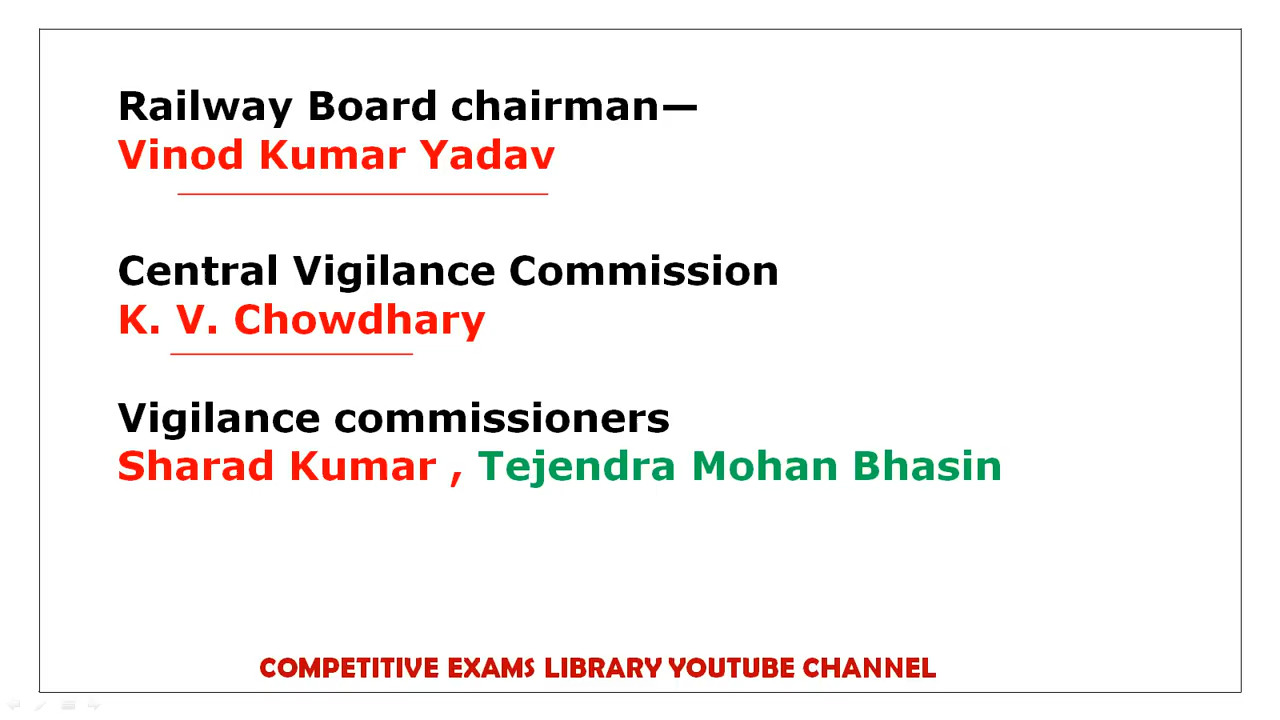 Railway Board chairman—
Vinod Kumar Yadav
Central Vigilance Commission
K. V. Chowdhary
Vigilance commissioners
Sharad Kumar , Tejendra Mohan Bhasin
COMPETITIVE EXAMS LIBRARY YOUTUBE CHANNEL